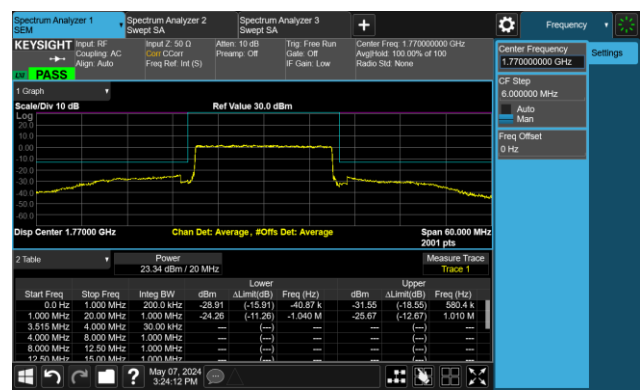 Spectrum Analyzer 1
SEM
Spectrum Analyzer 2
Swept SA
Spectrum Analyzer 3
Swept SA
+
Frequency
KEYSIGHT
Input: RF
Coupling: AC
Align: Auto
Input Z: 50 Ω
Corr CCorr
Freq Ref: Int (S)
Atten: 10 dB
Preamp: Off
Trig: Free Run
Gate: Off
IF Gain: Low
Center Freq: 1.770000000 GHz
Avg|Hold: 100.00% of 100
Radio Std: None
PASS
Center Frequency
1.770000000 GHz
Settings
CF Step
6.000000 MHz
Auto
Man
Freq Offset
0 Hz
1 Graph
Scale/Div 10 dB
Ref Value 30.0 dBm
Log
20.0
10.0
0.00
-10.0
-20.0
-30.0
-40.0
-50.0
-60.0
Disp Center 1.77000 GHz
Chan Det: Average, #Offs Det: Average
Span 60.000 MHz
2001 pts
2 Table
Power
23.34 dBm / 20 MHz
Measure Trace
Trace 1
Lower Upper
Start Freq Stop Freq Integ BW dBm ΔLimit(dB) Freq (Hz) dBm ΔLimit(dB) Freq (Hz)
0.0 Hz 1.000 MHz 200.0 kHz -28.91 (-15.91) -40.87 k -31.55 (-18.55) 580.4 k
1.000 MHz 20.00 MHz 1.000 MHz -24.26 (-11.26) -1.040 M -25.67 (-12.67) 1.010 M
3.515 MHz 4.000 MHz 30.00 kHz --- (---) --- --- (---) ---
4.000 MHz 8.000 MHz 1.000 MHz --- (---) --- --- (---) ---
8.000 MHz 12.50 MHz 1.000 MHz --- (---) --- --- (---) ---
12.50 MHz 15.00 MHz 1.000 MHz --- (---) --- --- (---) ---
?
May 07, 2024
3:24:12 PM